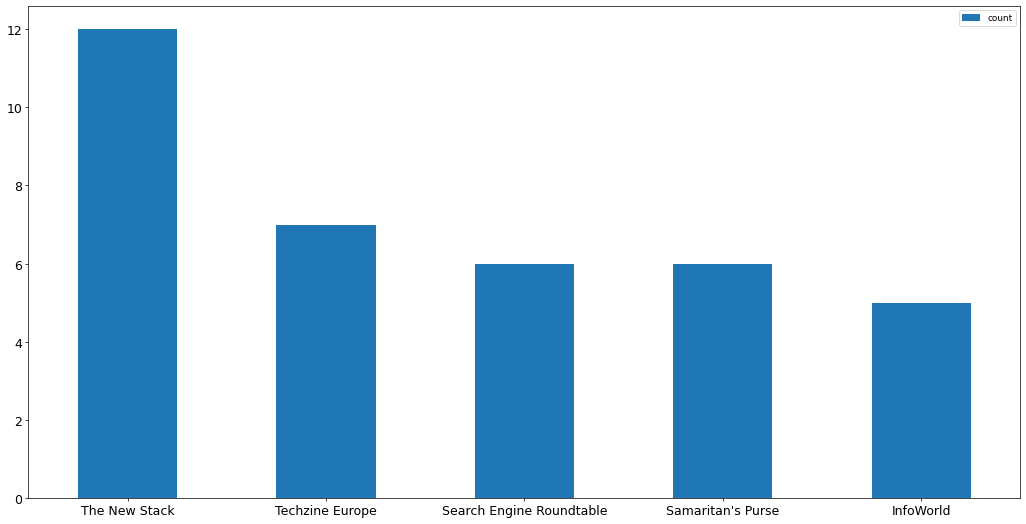 count
12
10
8
6
4
2
0
The New Stack
Techzine Europe
Search Engine Roundtable
Samaritan's Purse
InfoWorld